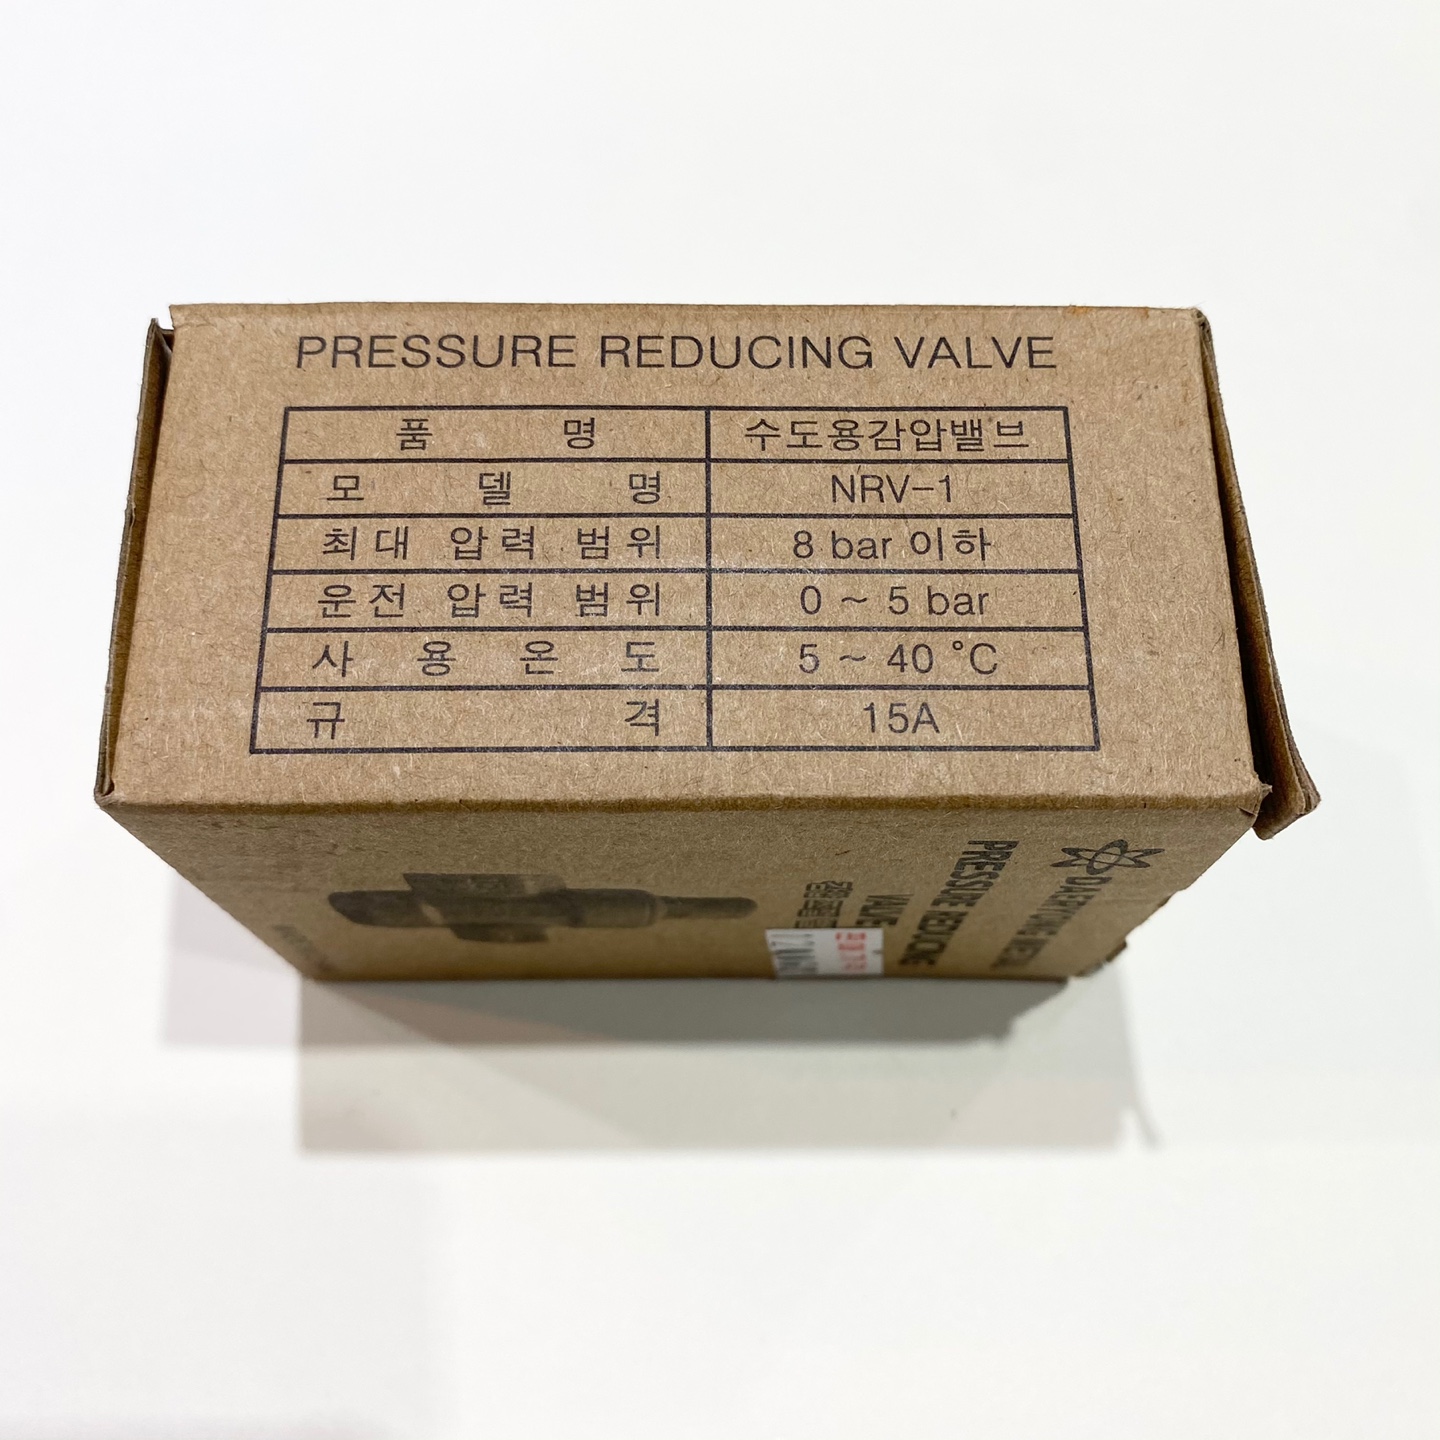 PRESSURE REDUCING VALVE
품명 수도용감압밸브
모델명 NRV-1
최대 압력 범위 8 bar 이하
운전 압력 범위 0 ~ 5 bar
사용온도 5 ~ 40 °C
규격 15A
PRESSURE REDUCING
VALVE